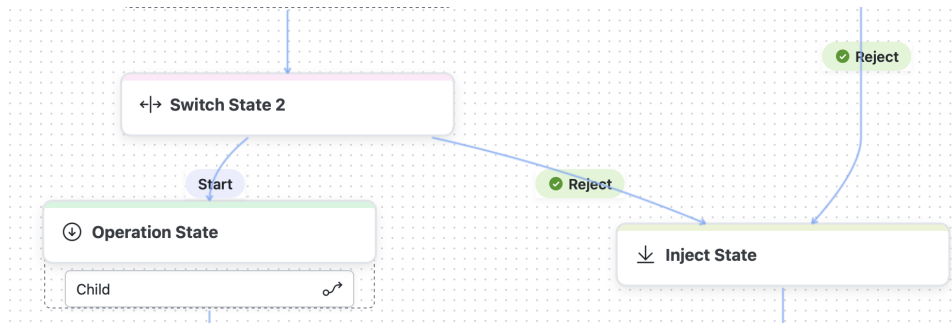 Reject
Switch State 2
Start
Reject
Operation State
Inject State
Child